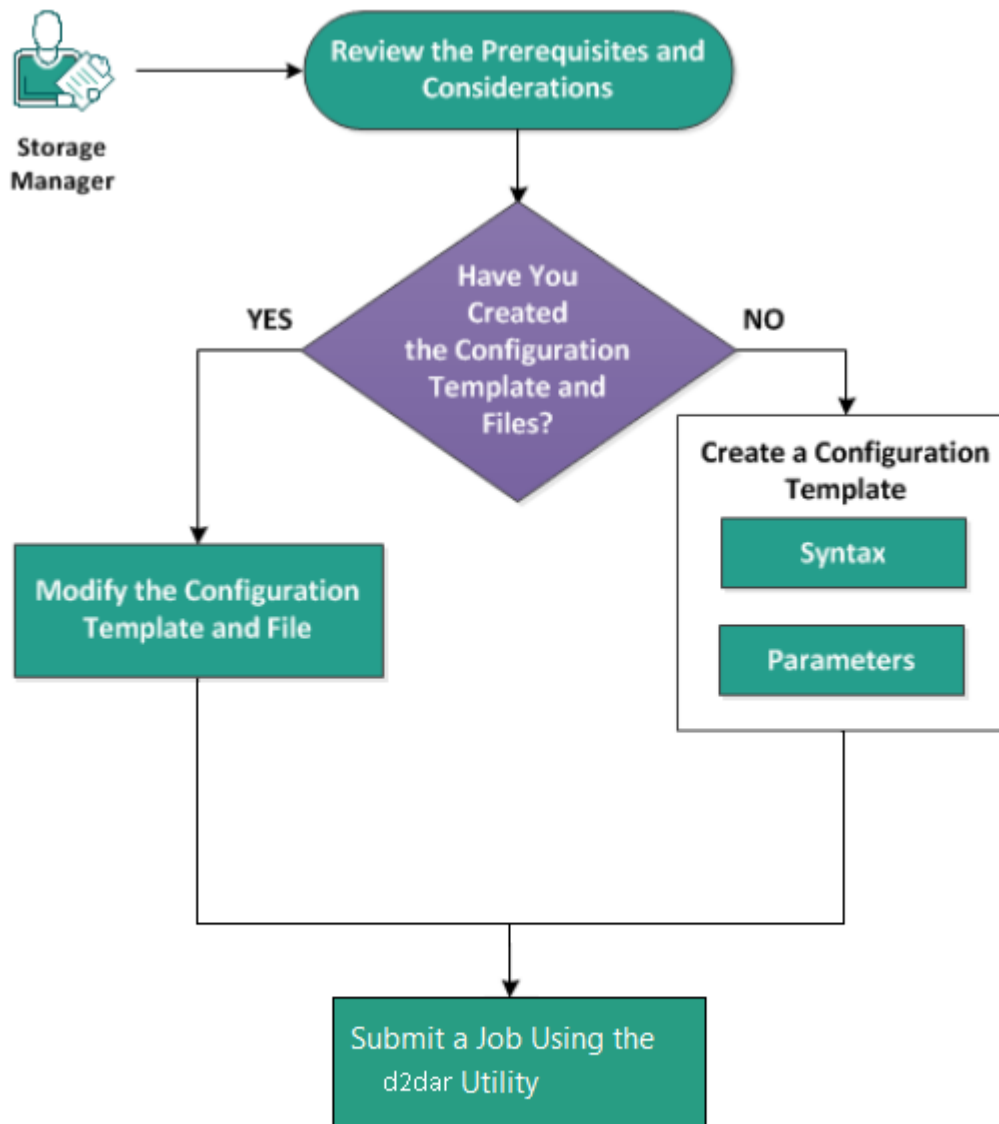 Review the Prerequisites and
Considerations
Storage
Manager
Have You
Created
the Configuration
Template and
Files?
YES
NO
Modify the Configuration
Template and File
Create a Configuration
Template
Syntax
Parameters
Submit a Job Using the
d2dar Utility